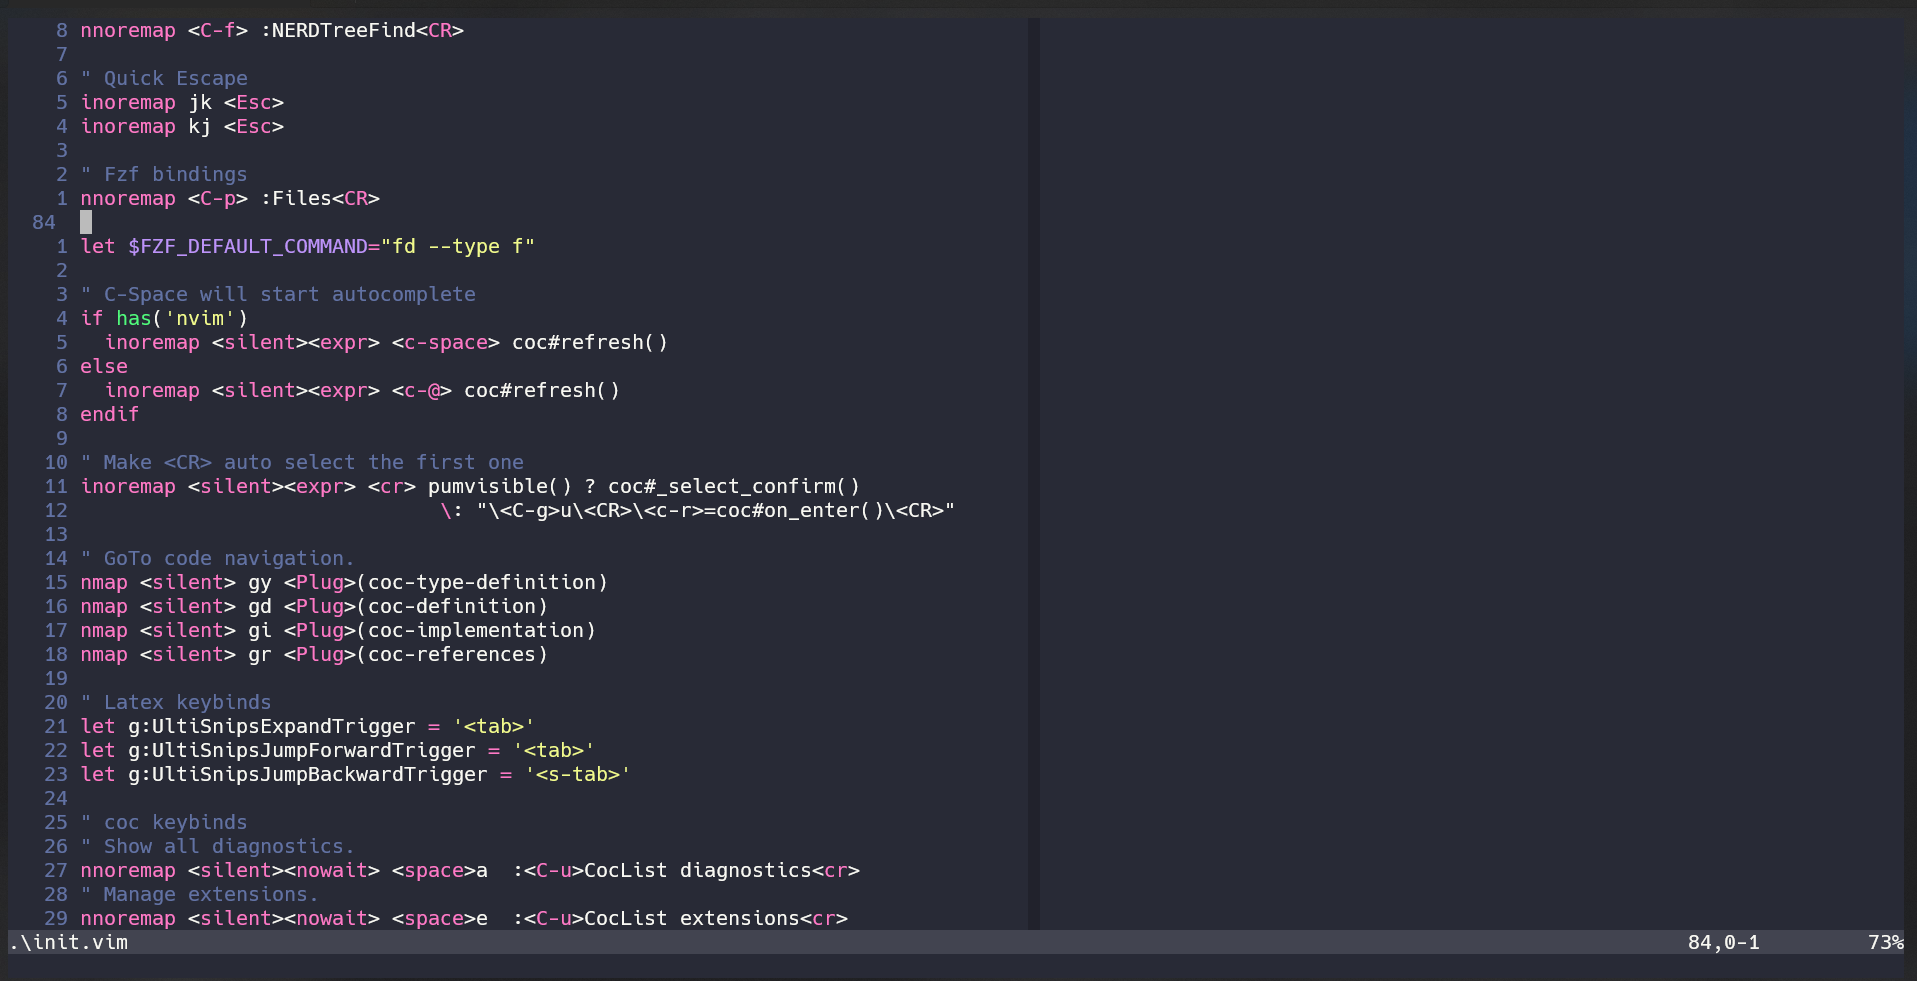 8 nnoremap <C-f> :NERDTreeFind<CR>
7
6 " Quick Escape
5 inoremap jk <Esc>
4 inoremap kj <Esc>
3
2 " Fzf bindings
1 nnoremap <C-p> :Files<CR>
84
1 let $FZF_DEFAULT_COMMAND="fd --type f"
2
3 " C-Space will start autocomplete
4 if has('nvim')
5   inoremap <silent><expr> <c-space> coc#refresh()
6 else
7   inoremap <silent><expr> <c-@> coc#refresh()
8 endif
9
10 " Make <CR> auto select the first one
11 inoremap <silent><expr> <cr> pumvisible() ? coc#_select_confirm()
12                               \: "\<C-g>u\<CR>\<c-r>=coc#on_enter()\<CR>"
13
14 " GoTo code navigation.
15 nmap <silent> gy <Plug>(coc-type-definition)
16 nmap <silent> gd <Plug>(coc-definition)
17 nmap <silent> gi <Plug>(coc-implementation)
18 nmap <silent> gr <Plug>(coc-references)
19
20 " Latex keybinds
21 let g:UltiSnipsExpandTrigger = '<tab>'
22 let g:UltiSnipsJumpForwardTrigger = '<tab>'
23 let g:UltiSnipsJumpBackwardTrigger = '<s-tab>'
24
25 " coc keybinds
26 " Show all diagnostics.
27 nnoremap <silent><nowait> <space>a  :<C-u>CocList diagnostics<cr>
28 " Manage extensions.
29 nnoremap <silent><nowait> <space>e  :<C-u>CocList extensions<cr>
.\init.vim 84,0-1 73%